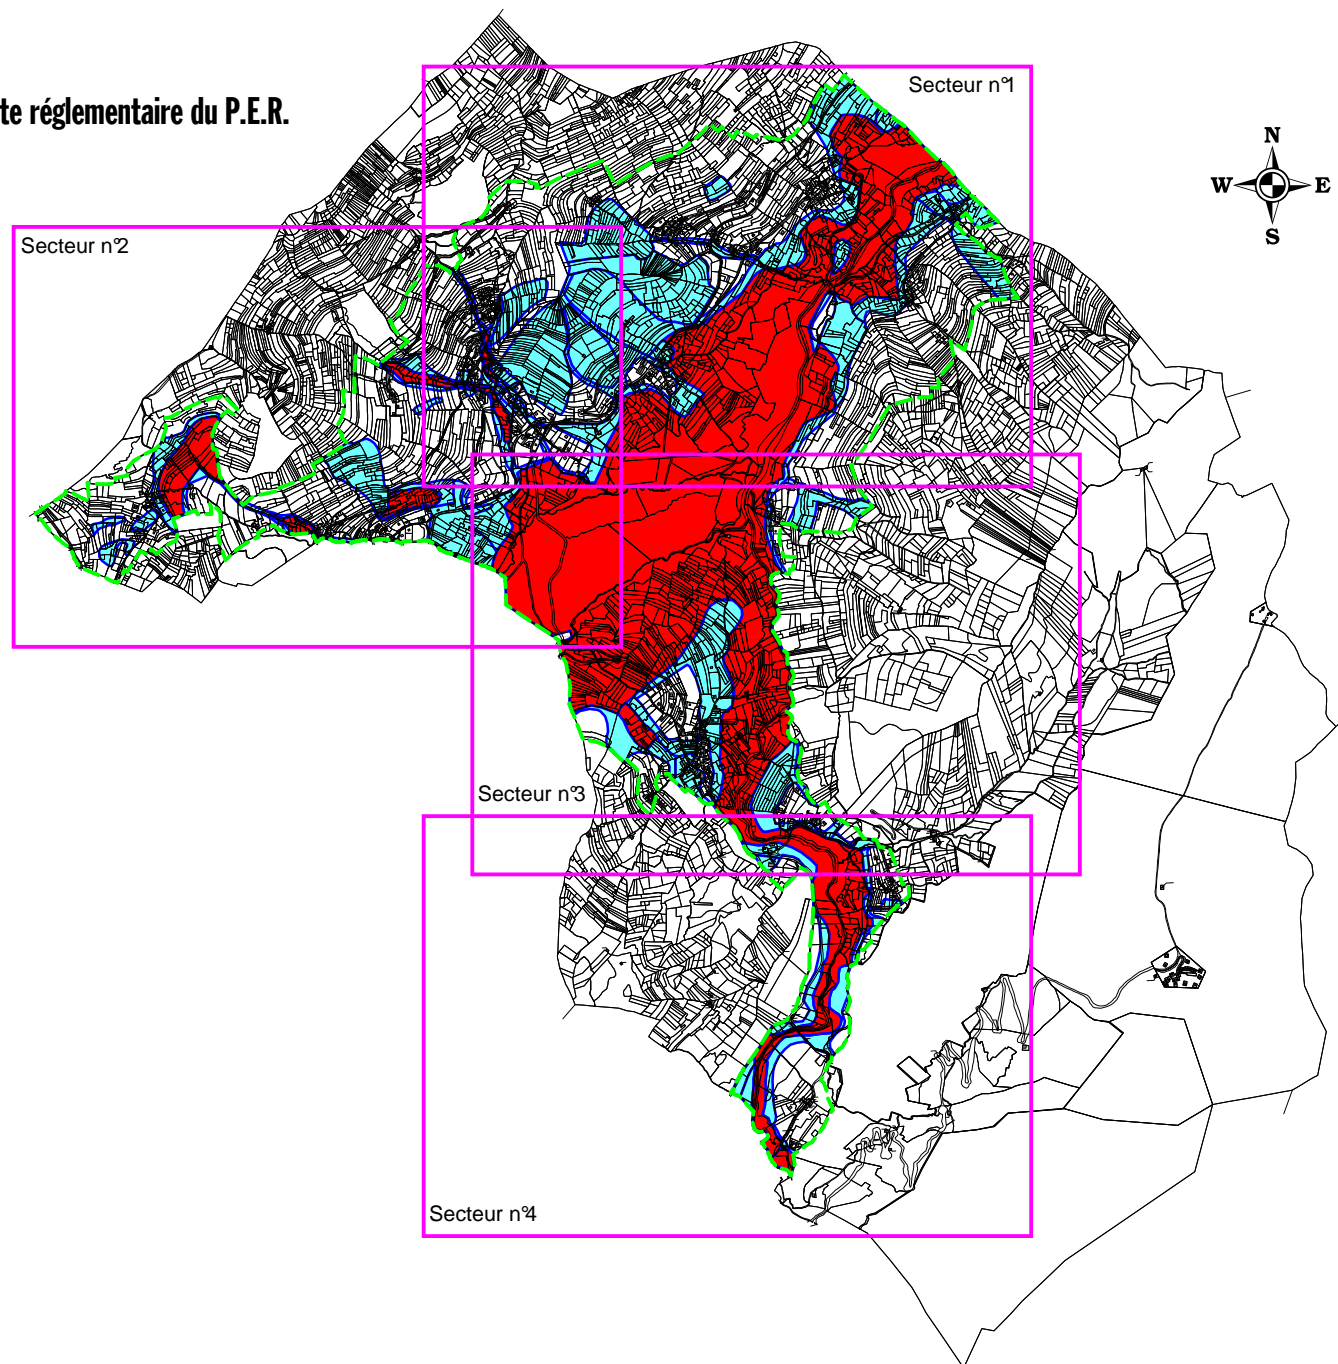 te réglementaire du P.E.R.
Secteur n°1
N
W E
S
Secteur n°2
Secteur n°3
Secteur n°4